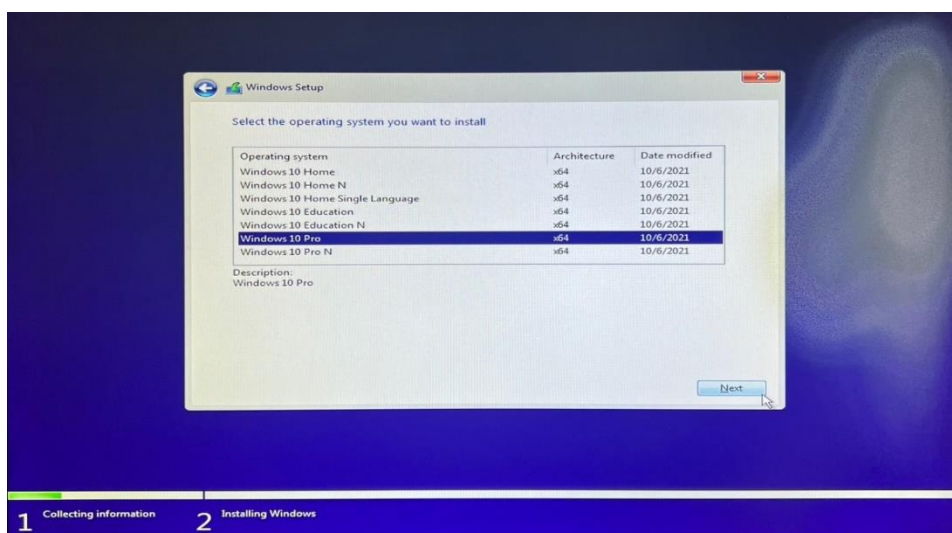 Windows Setup
Select the operating system you want to install
Operating system Architecture Date modified
Windows 10 Home x64 10/6/2021
Windows 10 Home N x64 10/6/2021
Windows 10 Home Single Language x64 10/6/2021
Windows 10 Education x64 10/6/2021
Windows 10 Education N x64 10/6/2021
Windows 10 Pro x64 10/6/2021
Windows 10 Pro N x64 10/6/2021
Description:
Windows 10 Pro
Next
1 Collecting information 2 Installing Windows